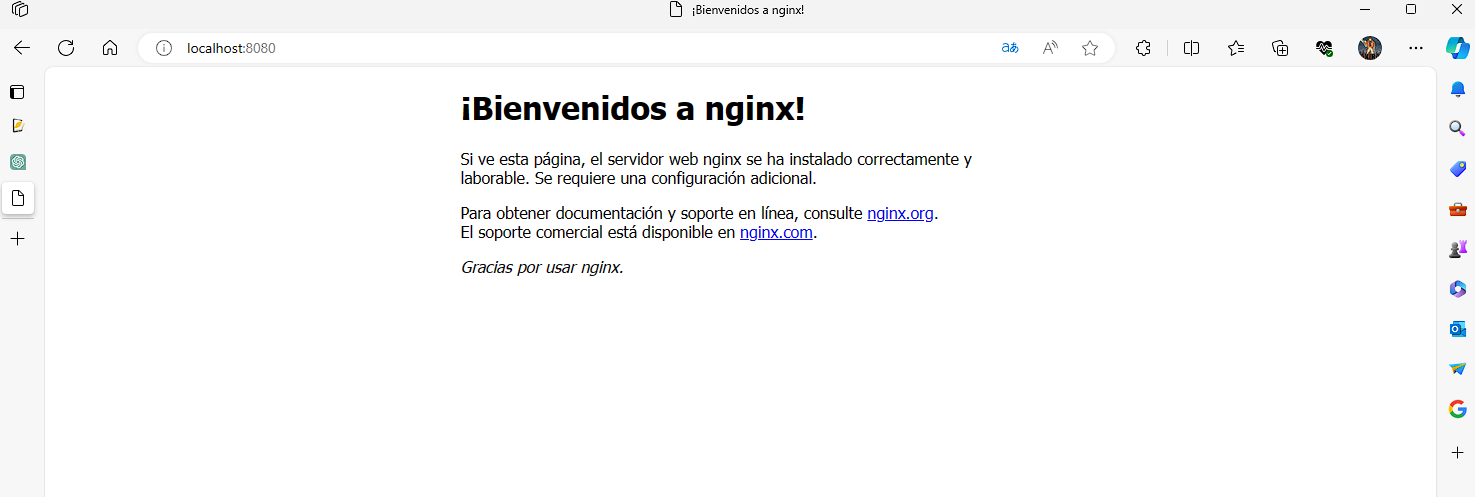 ¡Bienvenidos a nginx!
localhost:8080
aあ
A
¡Bienvenidos a nginx!
Si ve esta página, el servidor web nginx se ha instalado correctamente y
laborable. Se requiere una configuración adicional.
Para obtener documentación y soporte en línea, consulte nginx.org.
El soporte comercial está disponible en nginx.com.
Gracias por usar nginx.